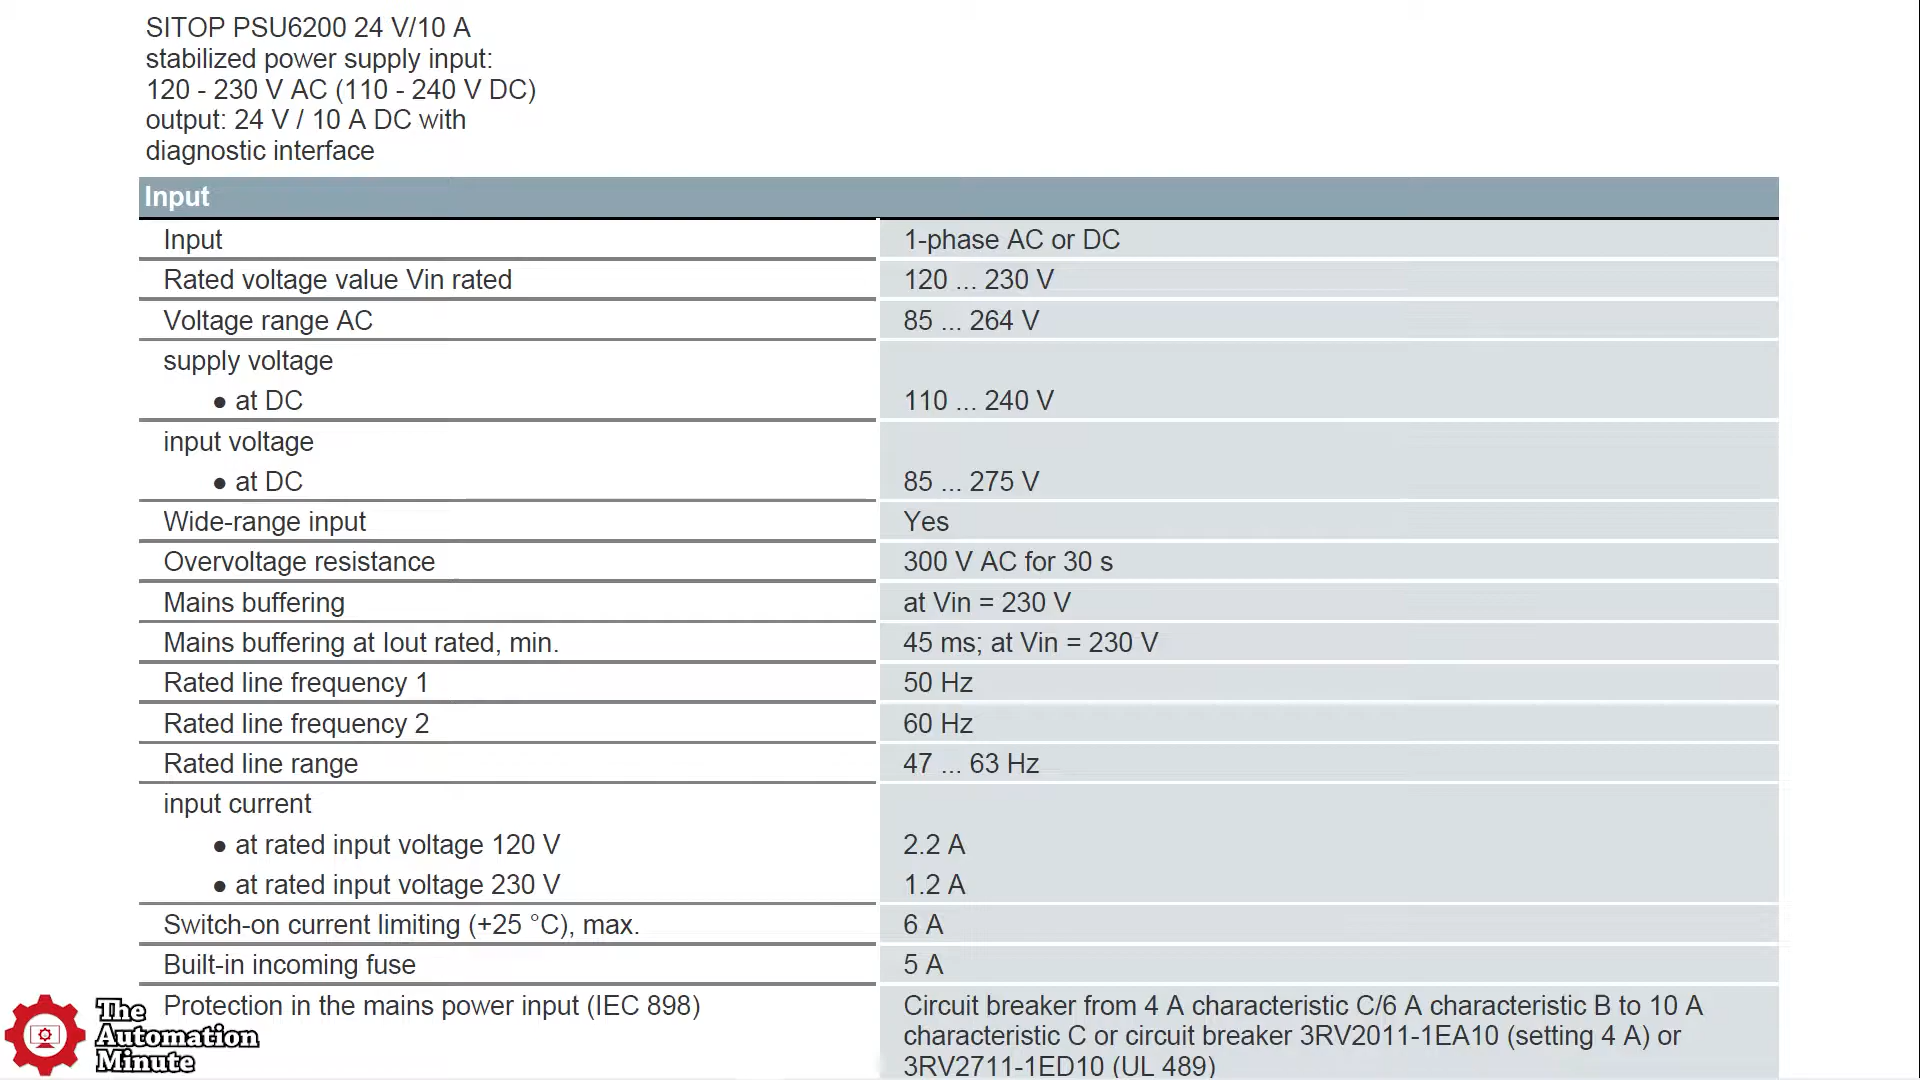 SITOP PSU6200 24 V/10 A
stabilized power supply input:
120 - 230 V AC (110 - 240 V DC)
output: 24 V / 10 A DC with
diagnostic interface
Input
Input 1-phase AC or DC
Rated voltage value Vin rated 120 ... 230 V
Voltage range AC 85 ... 264 V
supply voltage
● at DC 110 ... 240 V
input voltage
● at DC 85 ... 275 V
Wide-range input Yes
Overvoltage resistance 300 V AC for 30 s
Mains buffering at Vin = 230 V
Mains buffering at Iout rated, min. 45 ms; at Vin = 230 V
Rated line frequency 1 50 Hz
Rated line frequency 2 60 Hz
Rated line range 47 ... 63 Hz
input current
● at rated input voltage 120 V 2.2 A
● at rated input voltage 230 V 1.2 A
Switch-on current limiting (+25 °C), max. 6 A
Built-in incoming fuse 5 A
Protection in the mains power input (IEC 898) Circuit breaker from 4 A characteristic C/6 A characteristic B to 10 A
characteristic C or circuit breaker 3RV2011-1EA10 (setting 4 A) or
3RV2711-1ED10 (UL 489)
The
Automation
Minute